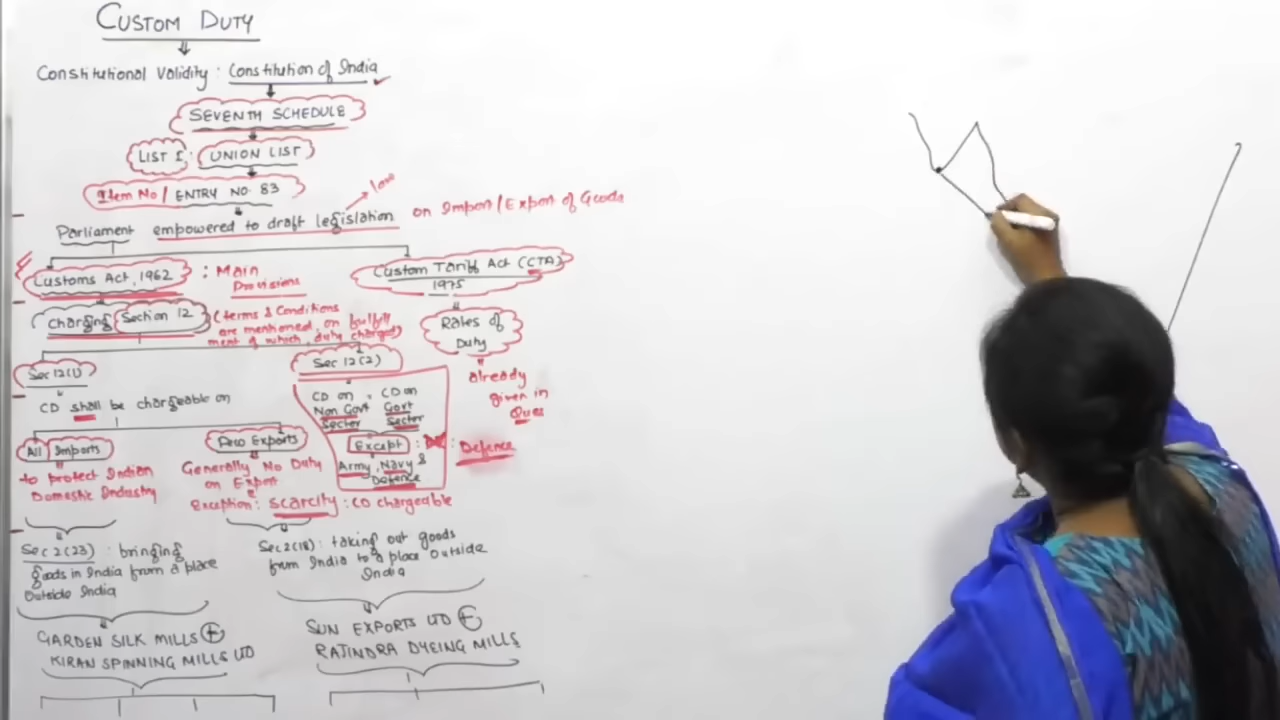 CUSTOM DUTY
Constitutional Validity : Constitution of India
SEVENTH SCHEDULE
LIST I : UNION LIST
Item No / ENTRY NO. 83
law
Parliament empowered to draft legislation on Import / Export of Goods
Customs Act, 1962 : Main Provisions
Custom Tariff Act (CTA) 1975
Charging Section 12
(terms & Conditions
are mentioned, on fulfill
ment of which, duty charged)
Rates of
Duty
already
given in
Ques
Sec 12(1)
CD shall be chargeable on
Sec 12(2)
CD on = CD on
Non Govt Govt
Sector Sector
Except : : Defence
Army, Navy &
Defence
All Imports
to protect Indian
Domestic Industry
Exports
Generally No Duty
on Export
Exception : scarcity : CD chargeable
Sec 2(23) : bringing
goods in India from a place
outside India
Sec 2(18) : taking out goods
from India to a place outside
India
GARDEN SILK MILLS
KIRAN SPINNING MILLS LTD
SUN EXPORTS LTD
RAJINDRA DYEING MILLS